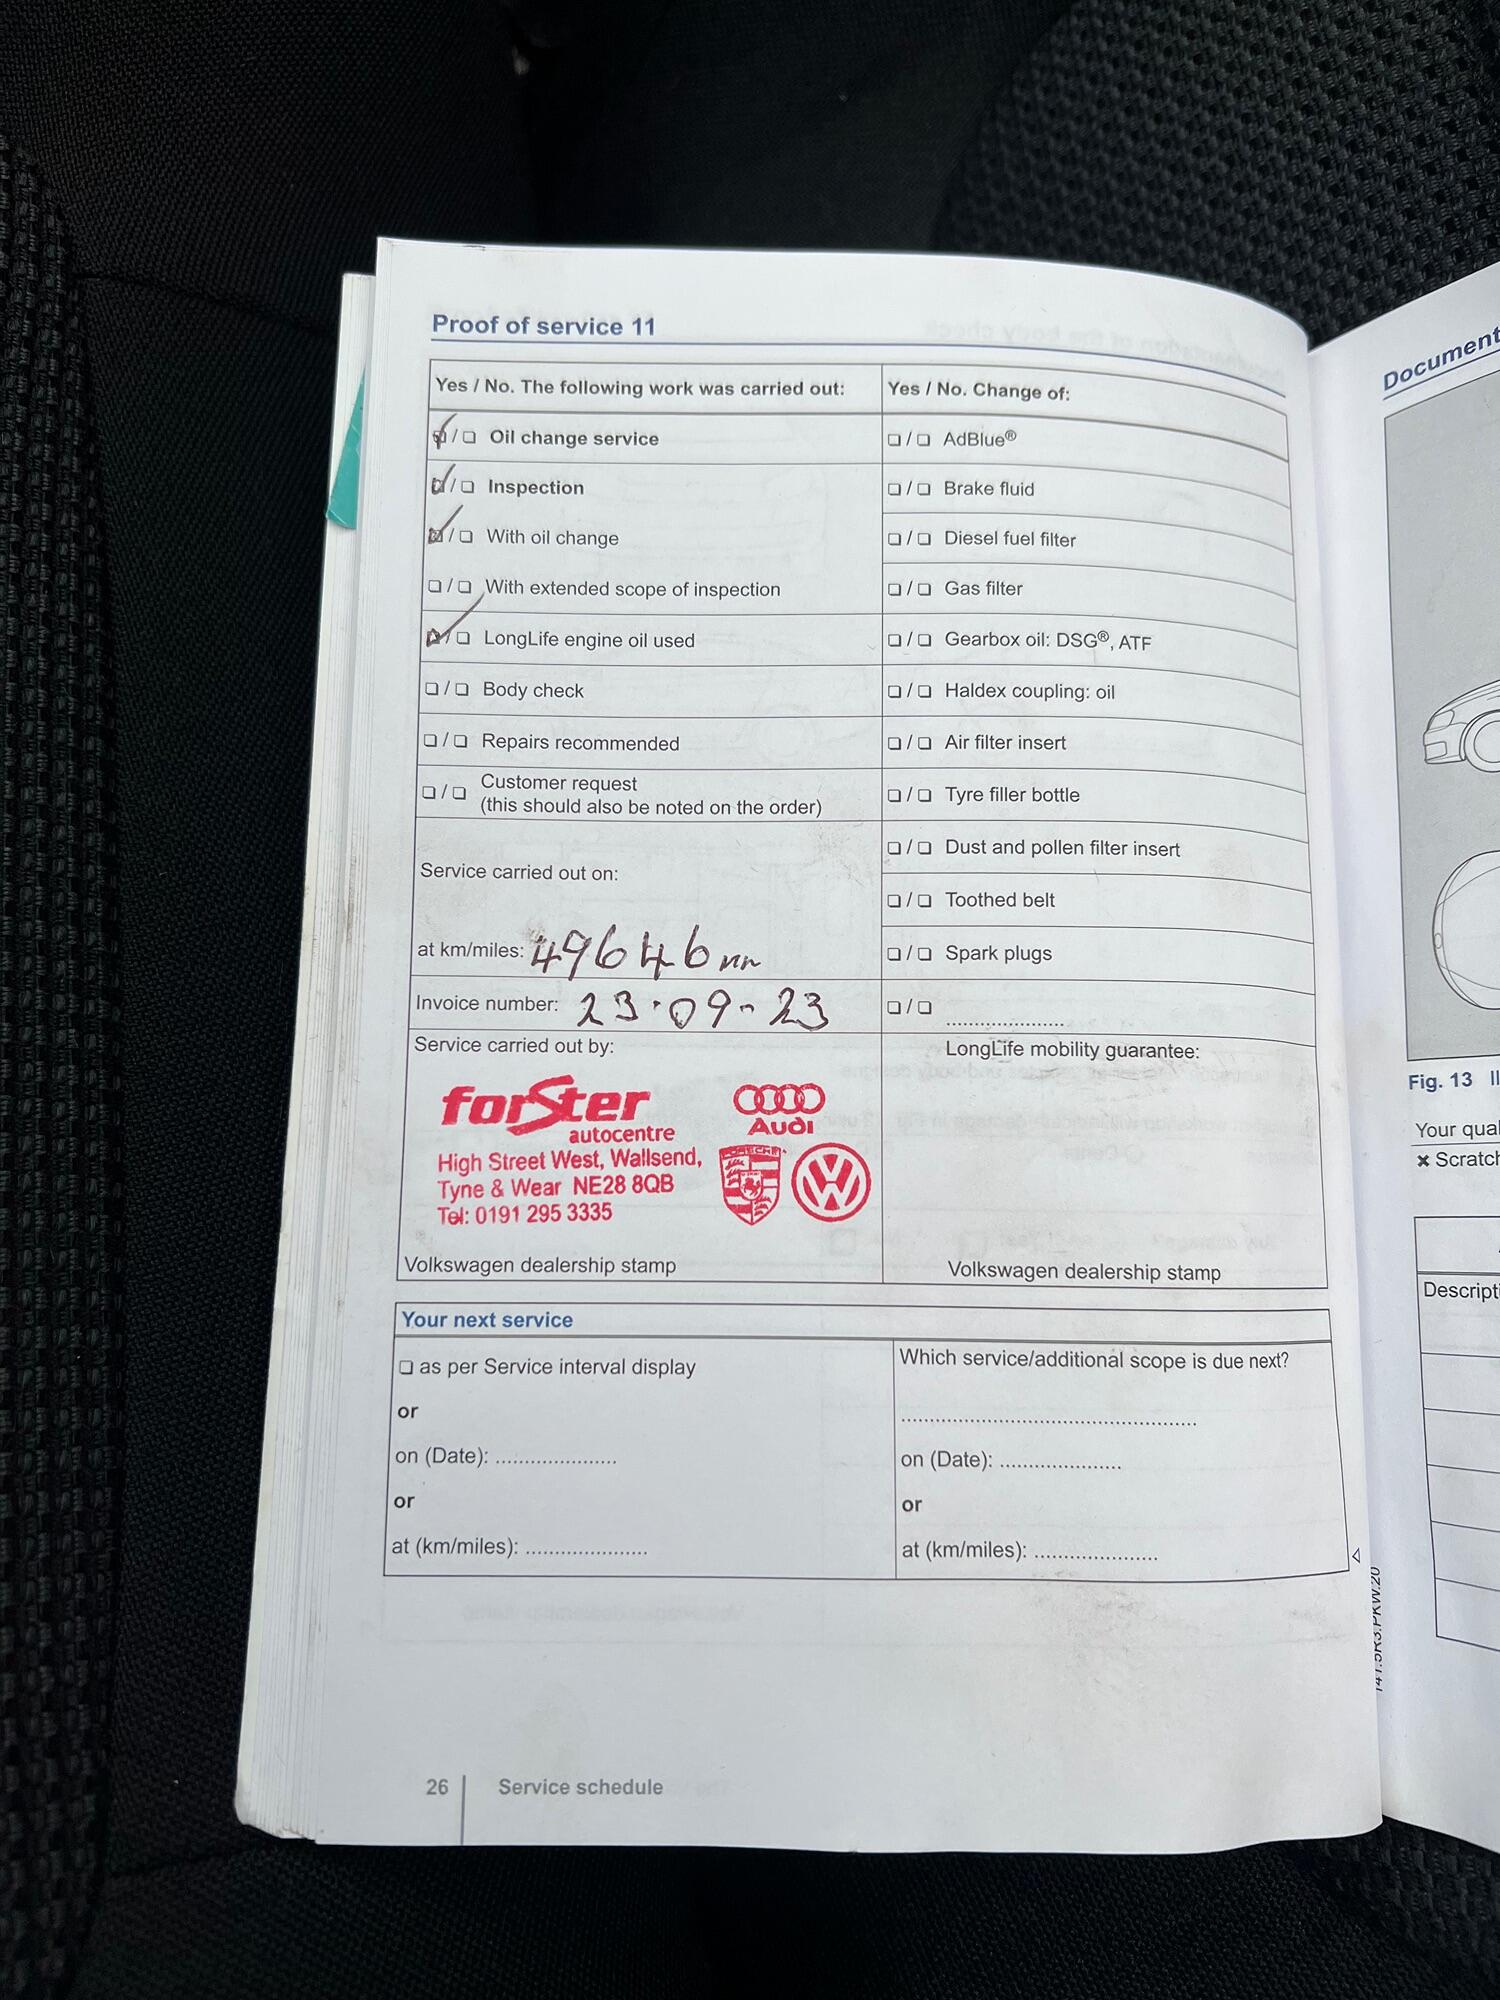 Proof of service 11
Yes / No. The following work was carried out:
Oil change service
Inspection
With oil change
With extended scope of inspection
LongLife engine oil used
Body check
Repairs recommended
Customer request
(this should also be noted on the order)
Service carried out on:
at km/miles: 49646
Invoice number: 23.09-23
Service carried out by:
forSter
autocentre
High Street West, Wallsend,
Tyne & Wear NE28 8QB
Tel: 0191 295 3335
Audi
PORSCHE
Volkswagen dealership stamp
Yes / No. Change of:
AdBlue®
Brake fluid
Diesel fuel filter
Gas filter
Gearbox oil: DSG®, ATF
Haldex coupling: oil
Air filter insert
Tyre filler bottle
Dust and pollen filter insert
Toothed belt
Spark plugs
....................
LongLife mobility guarantee:
Volkswagen dealership stamp
Your next service
as per Service interval display
or
on (Date): ....................
or
at (km/miles): ....................
Which service/additional scope is due next?
..................................................
on (Date): ....................
or
at (km/miles): ....................
26 Service schedule
Document
Fig. 13
Your qual
x Scratch
Descripti